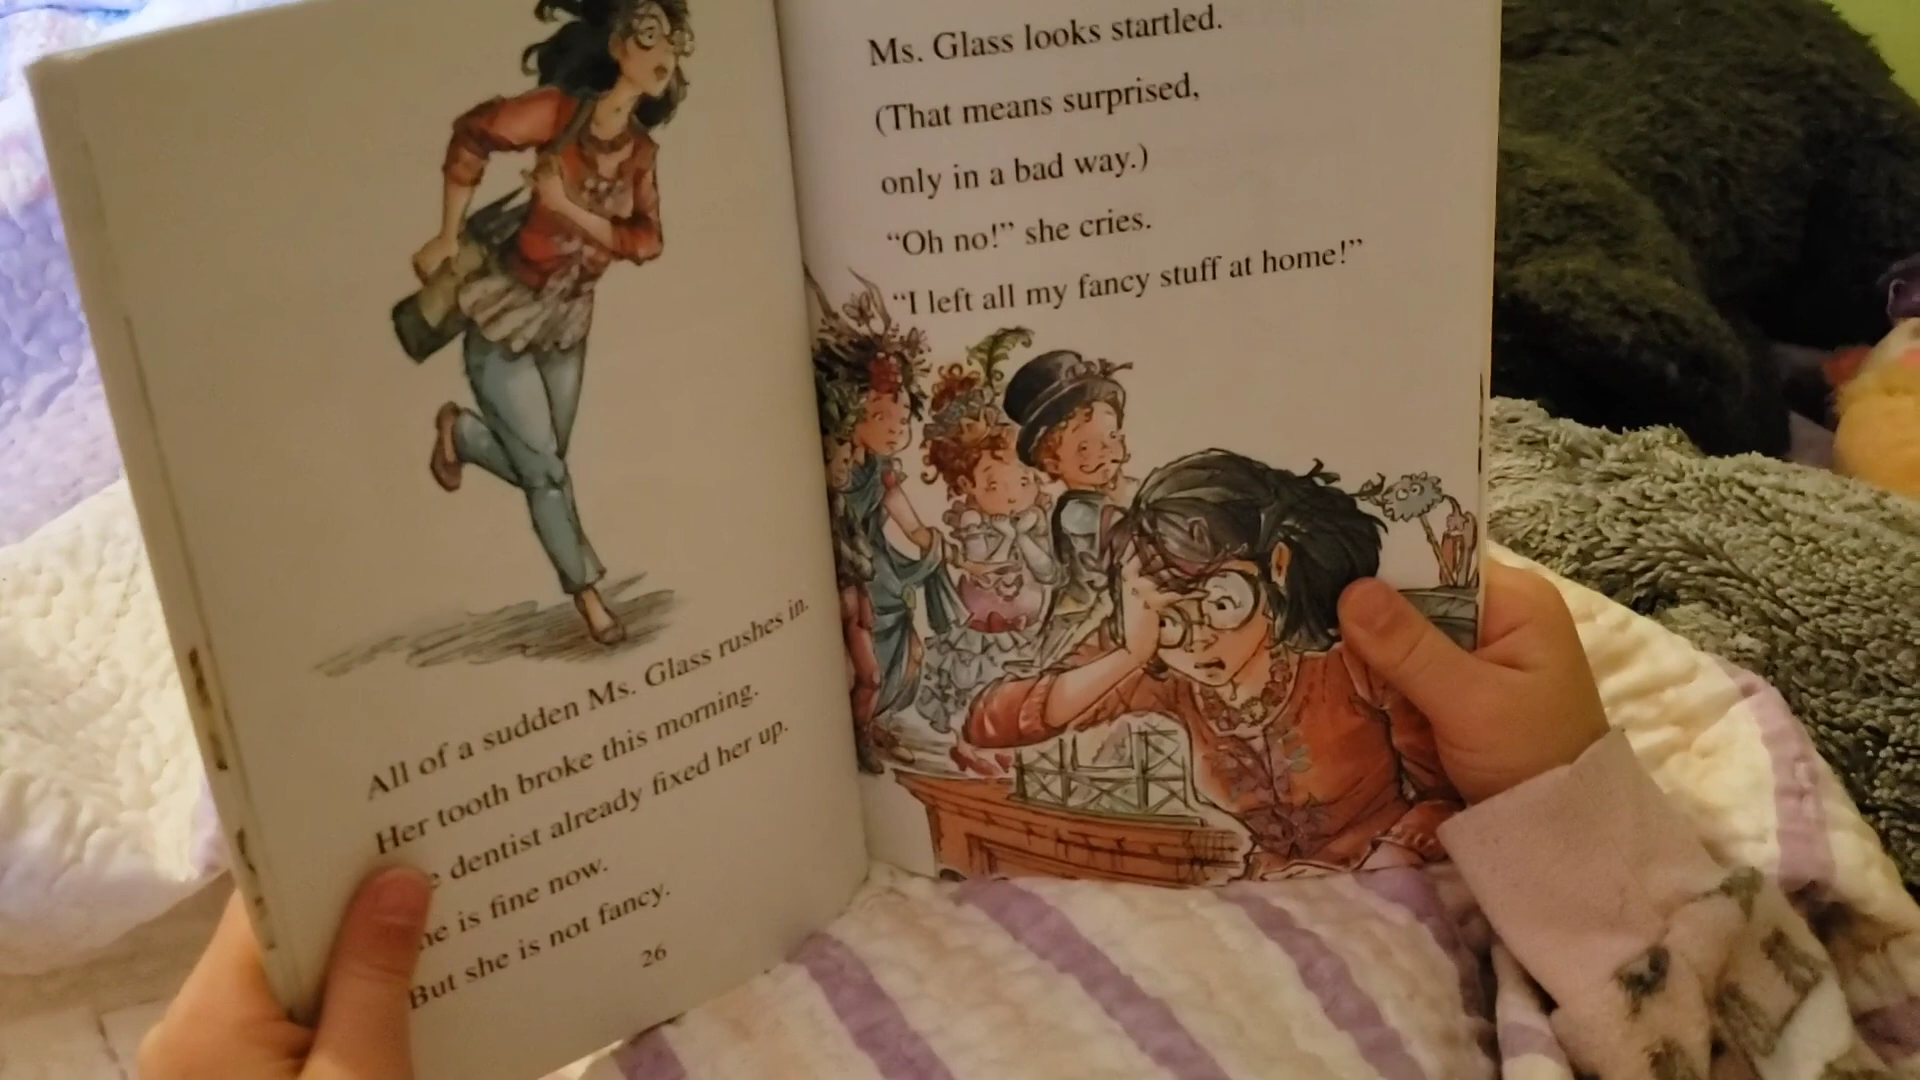 All of a sudden Ms. Glass rushes in.
Her tooth broke this morning.
dentist already fixed her up.
is fine now.
But she is not fancy.
26
Ms. Glass looks startled.
(That means surprised,
only in a bad way.)
“Oh no!” she cries.
“I left all my fancy stuff at home!”